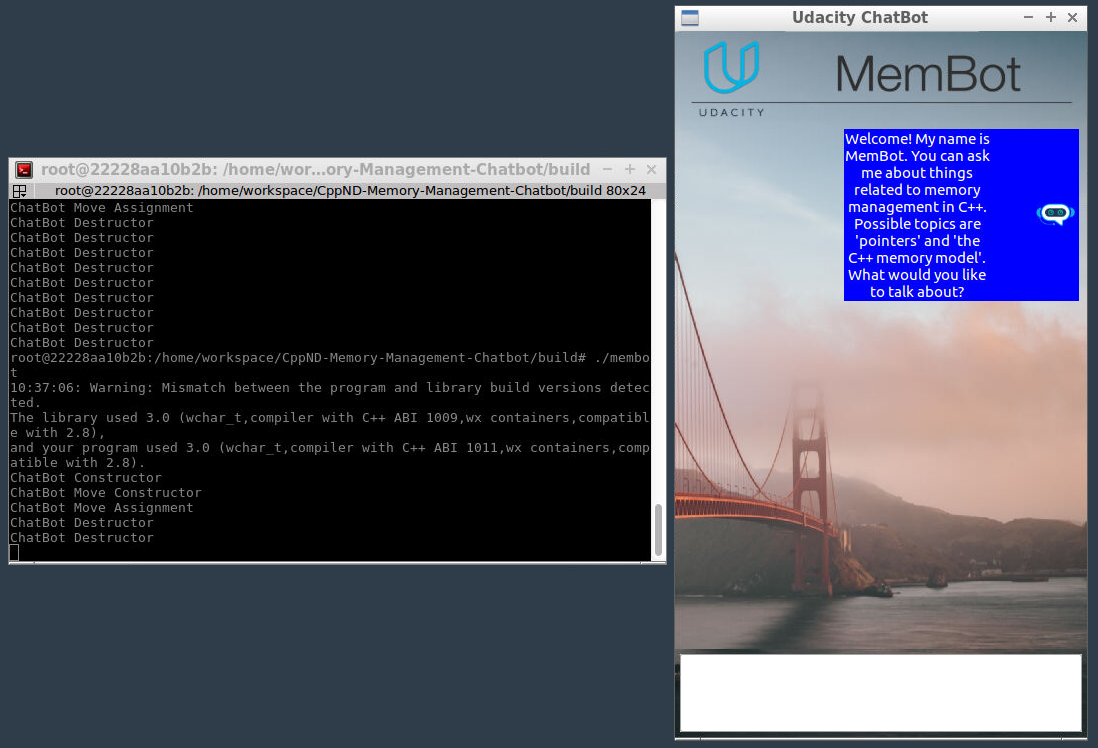 root@22228aa10b2b: /home/wor...ory-Management-Chatbot/build
root@22228aa10b2b: /home/workspace/CppND-Memory-Management-Chatbot/build 80x24
ChatBot Move Assignment
ChatBot Destructor
ChatBot Destructor
ChatBot Destructor
ChatBot Destructor
ChatBot Destructor
ChatBot Destructor
ChatBot Destructor
ChatBot Destructor
ChatBot Destructor
root@22228aa10b2b:/home/workspace/CppND-Memory-Management-Chatbot/build# ./membo
t
10:37:06: Warning: Mismatch between the program and library build versions detec
ted.
The library used 3.0 (wchar_t,compiler with C++ ABI 1009,wx containers,compatibl
e with 2.8),
and your program used 3.0 (wchar_t,compiler with C++ ABI 1011,wx containers,comp
atible with 2.8).
ChatBot Constructor
ChatBot Move Constructor
ChatBot Move Assignment
ChatBot Destructor
ChatBot Destructor
Udacity ChatBot
UDACITY
MemBot
Welcome! My name is
MemBot. You can ask
me about things
related to memory
management in C++.
Possible topics are
'pointers' and 'the
C++ memory model'.
What would you like
to talk about?